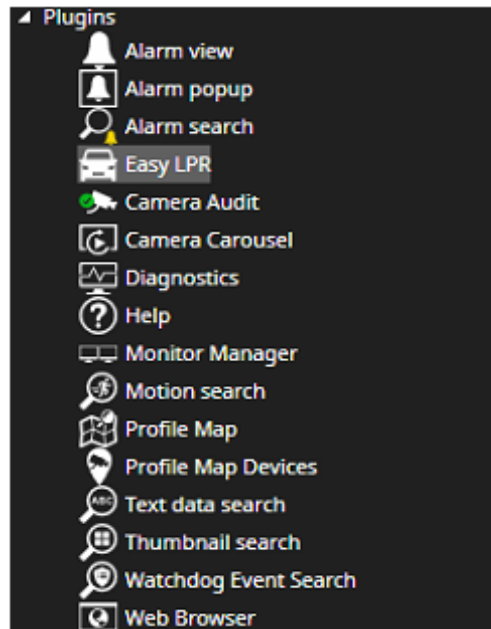 Plugins
Alarm view
Alarm popup
Alarm search
Easy LPR
Camera Audit
Camera Carousel
Diagnostics
? Help
Monitor Manager
Motion search
Profile Map
Profile Map Devices
ABC Text data search
Thumbnail search
Watchdog Event Search
Web Browser